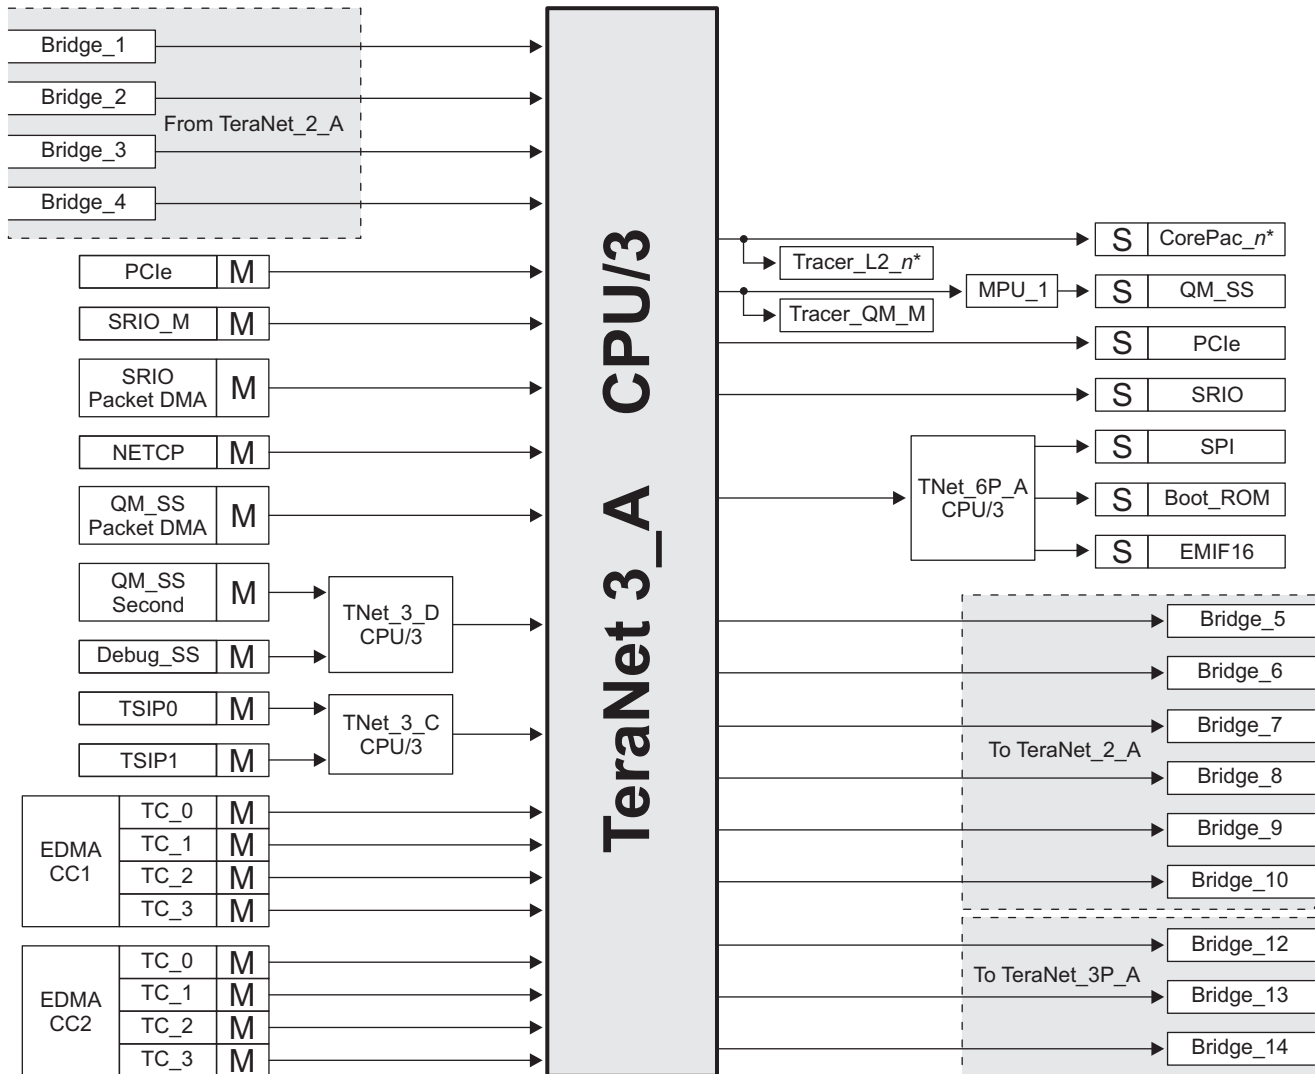 Bridge_1
Bridge_2
From TeraNet_2_A
Bridge_3
Bridge_4
PCIe M
SRIO_M M
SRIO
Packet DMA
M
NETCP M
QM_SS
Packet DMA
M
QM_SS
Second
M
Debug_SS M
TNet_3_D
CPU/3
TSIP0 M
TSIP1 M
TNet_3_C
CPU/3
EDMA
CC1
TC_0 M
TC_1 M
TC_2 M
TC_3 M
EDMA
CC2
TC_0 M
TC_1 M
TC_2 M
TC_3 M
TeraNet 3_A CPU/3
S CorePac_n*
Tracer_L2_n*
MPU_1
S QM_SS
Tracer_QM_M
S PCIe
S SRIO
TNet_6P_A
CPU/3
S SPI
S Boot_ROM
S EMIF16
Bridge_5
Bridge_6
Bridge_7
To TeraNet_2_A
Bridge_8
Bridge_9
Bridge_10
Bridge_12
To TeraNet_3P_A
Bridge_13
Bridge_14